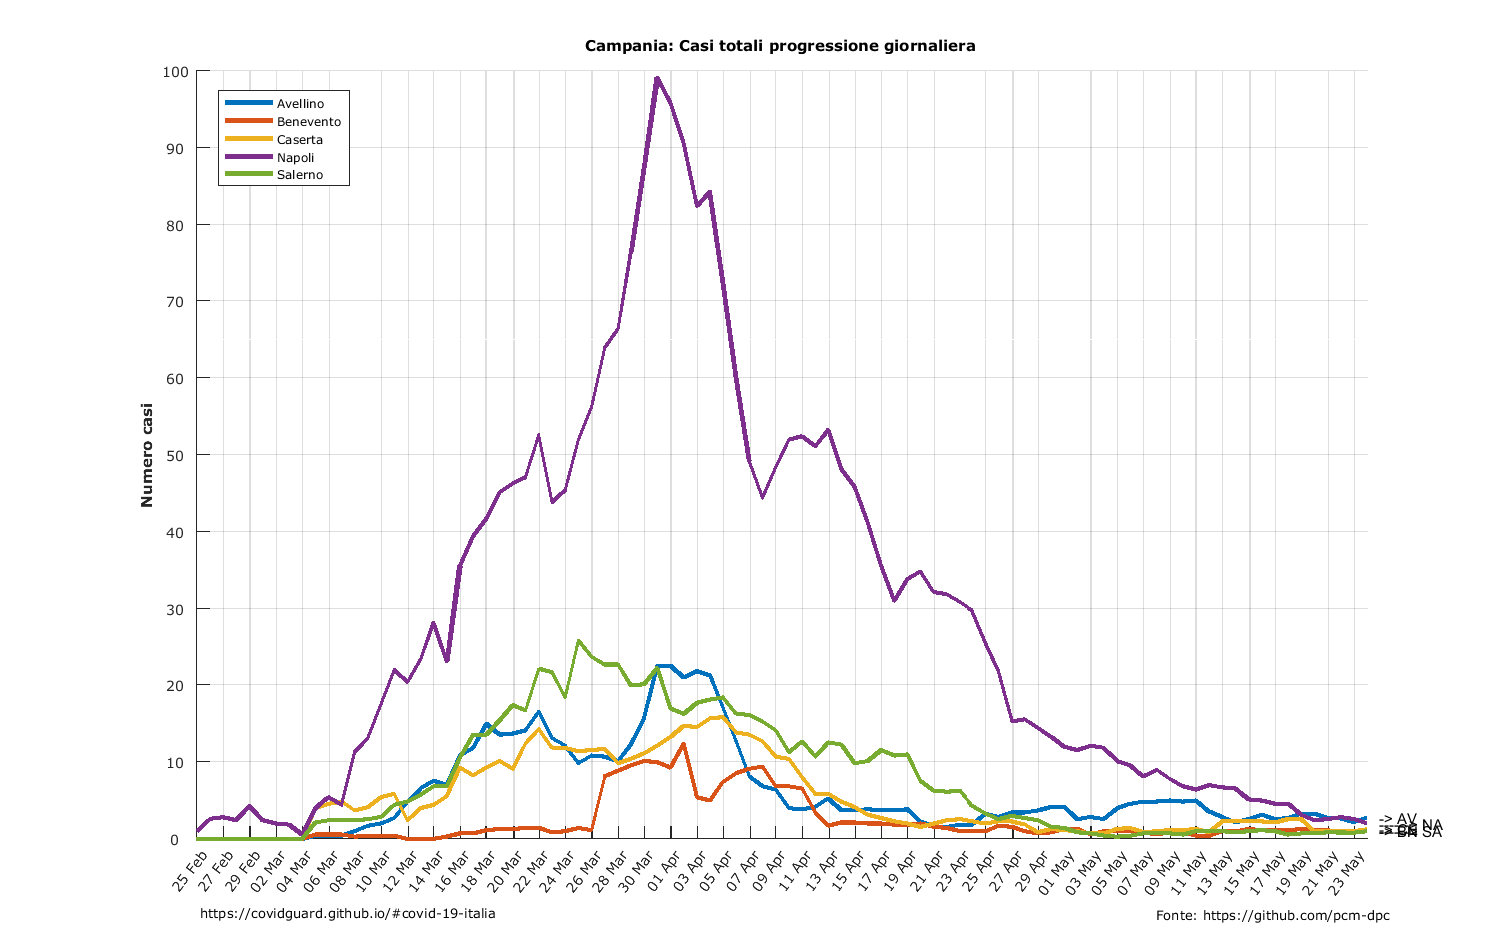 Campania: Casi totali progressione giornaliera
Numero casi
100
90
80
70
60
50
40
30
20
10
0
Avellino
Benevento
Caserta
Napoli
Salerno
25 Feb
27 Feb
29 Feb
02 Mar
04 Mar
06 Mar
08 Mar
10 Mar
12 Mar
14 Mar
16 Mar
18 Mar
20 Mar
22 Mar
24 Mar
26 Mar
28 Mar
30 Mar
01 Apr
03 Apr
05 Apr
07 Apr
09 Apr
11 Apr
13 Apr
15 Apr
17 Apr
19 Apr
21 Apr
23 Apr
25 Apr
27 Apr
29 Apr
01 May
03 May
05 May
07 May
09 May
11 May
13 May
15 May
17 May
19 May
21 May
23 May
-> AV
NA
SA
https://covidguard.github.io/#covid-19-italia
Fonte: https://github.com/pcm-dpc